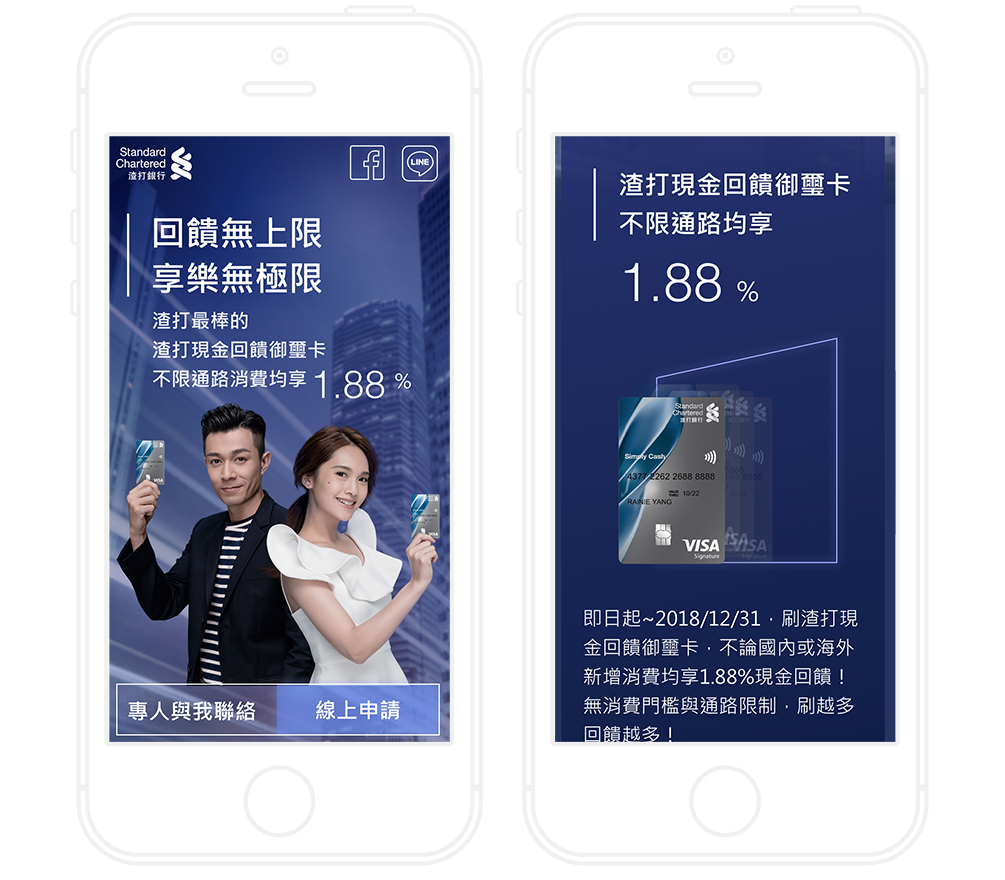 Standard
Chartered
渣打銀行
LINE
回饋無上限
享樂無極限
渣打最棒的
渣打現金回饋御璽卡
不限通路消費均享 1.88 %
VISA
VISA
專人與我聯絡
線上申請
渣打現金回饋御璽卡
不限通路均享
1.88 %
Standard
Chartered
渣打銀行
Simply Cash
4377 2262 2688 8888
10/22
RAINIE YANG
VISA
Signature
即日起~2018/12/31，刷渣打現
金回饋御璽卡，不論國內或海外
新增消費均享1.88%現金回饋！
無消費門檻與通路限制，刷越多
回饋越多！